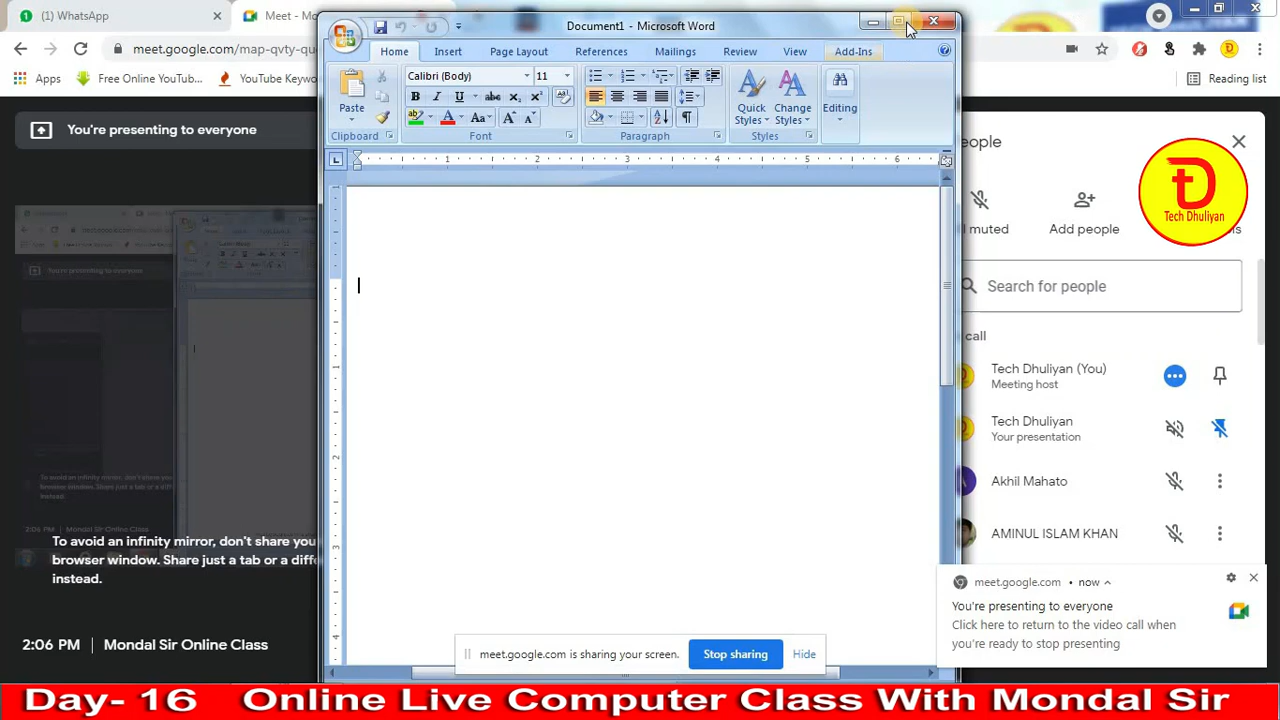 WhatsApp
Meet - M
Document1 - Microsoft Word
meet.google.com/map-qvty-qu
Apps
Free Online YouTub...
YouTube Keywo
Reading list
Home
Insert
Page Layout
References
Mailings
Review
View
Add-Ins
Calibri (Body)
11
Paste
Quick Styles
Change Styles
Editing
Clipboard
Font
Paragraph
Styles
1 2 3 4 5 6
You're presenting to everyone
eople
Tech Dhuliyan
l muted
Add people
ls
Search for people
call
Tech Dhuliyan (You)
Meeting host
Tech Dhuliyan
Your presentation
Akhil Mahato
AMINUL ISLAM KHAN
To avoid an infinity mirror, don't share you
browser window. Share just a tab or a diffe
instead.
meet.google.com • now
You're presenting to everyone
Click here to return to the video call when
you're ready to stop presenting
2:06 PM | Mondal Sir Online Class
meet.google.com is sharing your screen.
Stop sharing
Hide
Day- 16 Online Live Computer Class With Mondal Sir